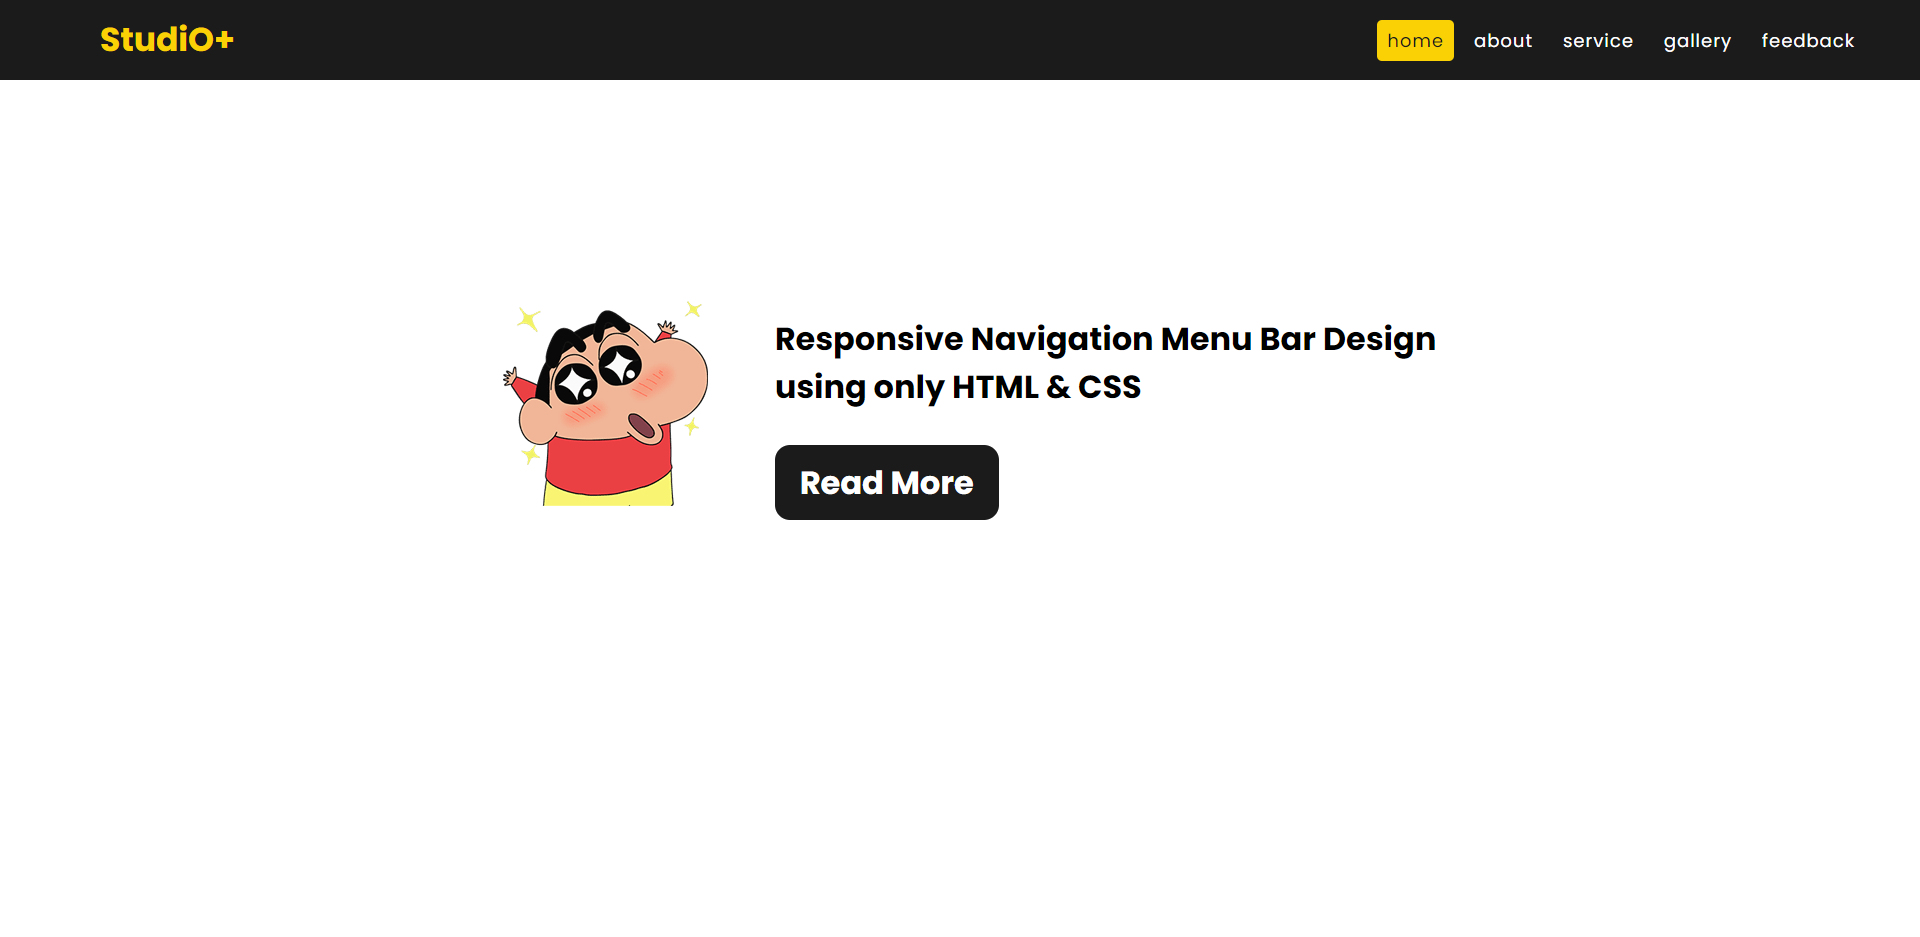 StudiO+
home about service gallery feedback
Responsive Navigation Menu Bar Design
using only HTML & CSS
Read More